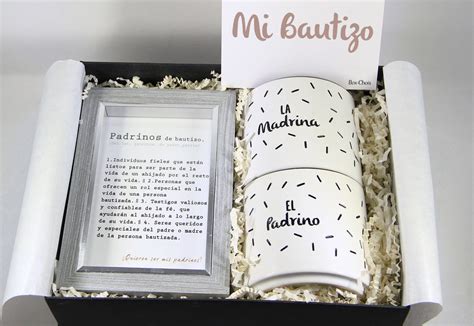 Mi Bautizo
Box-Choix
LA
Madrina
EL
Padrino
Padrinos de bautizo.
1.Individuos fieles que están
listos para ser parte de la
vida de un ahijado por el resto
de su vida.§ 2. Personas que
ofrecen un rol especial en la
vida de una persona
bautizada.§ 3. Testigos valiosos
y confiables de la fé, que
ayudarán al ahijado a lo largo
de su vida.§ 4. Seres queridos y
especiales del padre o madre de
la persona bautizada.
¿Quieren ser mis padrinos?